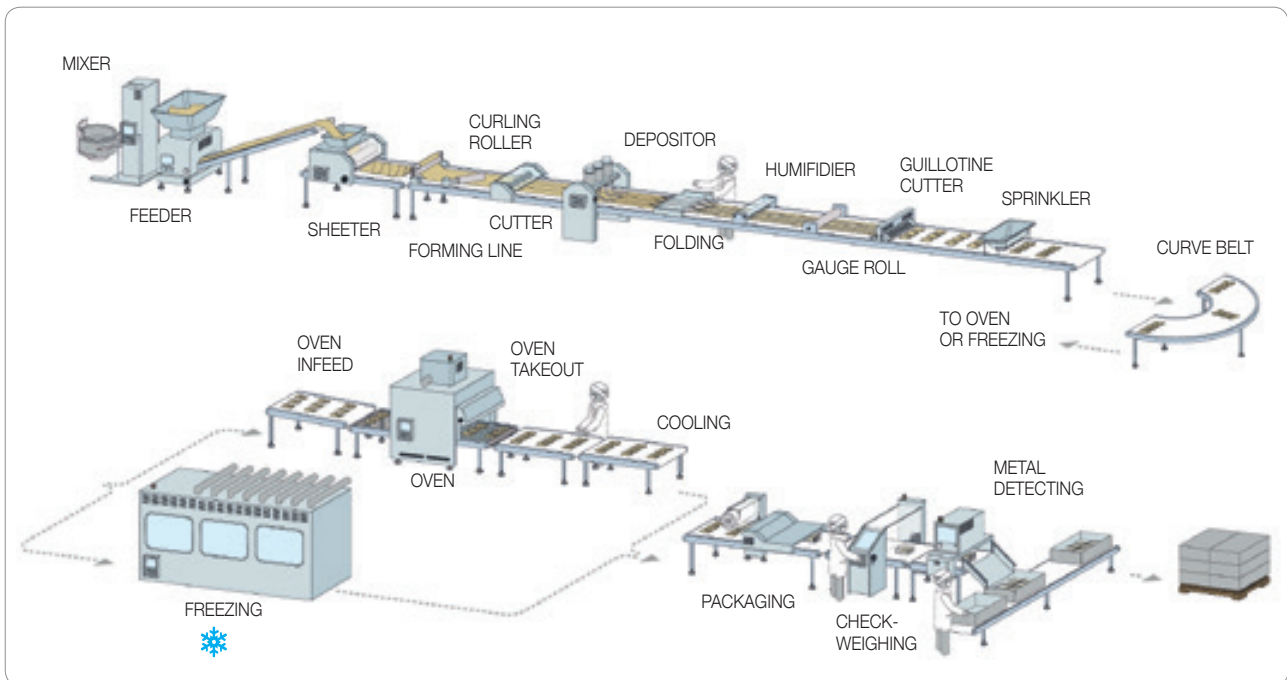 MIXER
FEEDER
SHEETER
FORMING LINE
CURLING
ROLLER
CUTTER
DEPOSITOR
FOLDING
HUMIFIDIER
GAUGE ROLL
GUILLOTINE
CUTTER
SPRINKLER
CURVE BELT
TO OVEN
OR FREEZING
OVEN
INFEED
OVEN
OVEN
TAKEOUT
COOLING
FREEZING
PACKAGING
CHECK-
WEIGHING
METAL
DETECTING